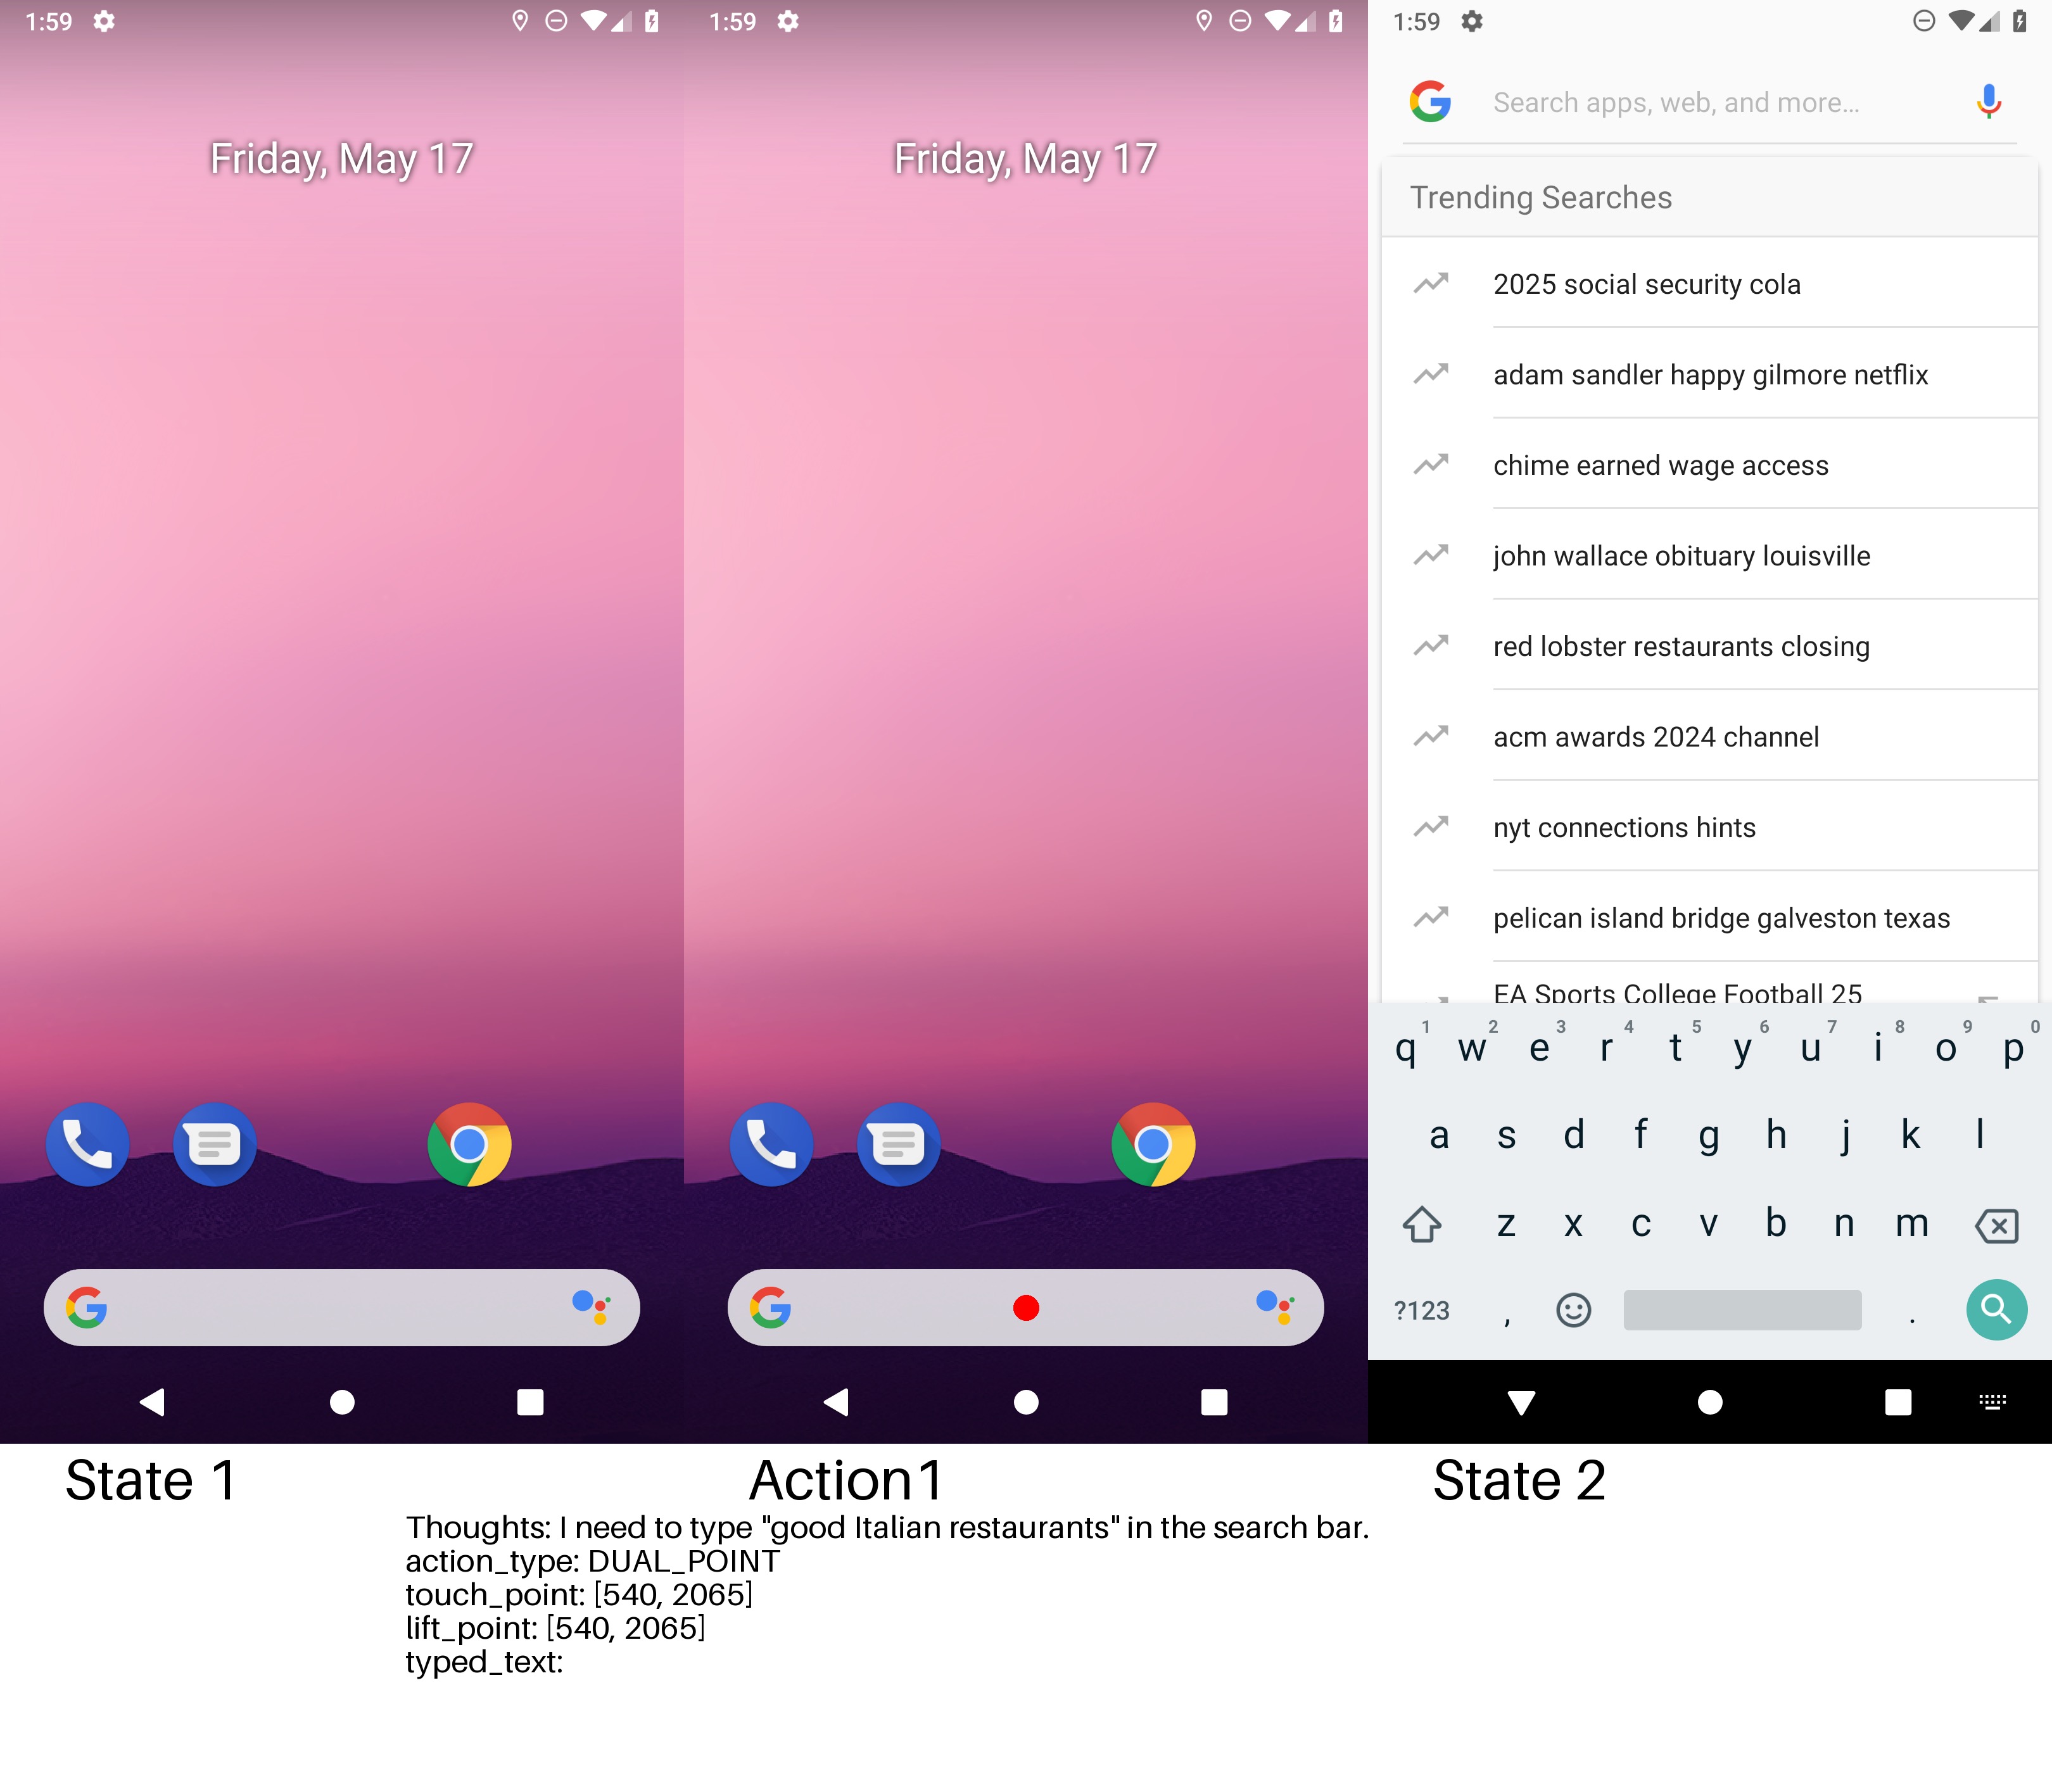 1:59
Friday, May 17
1:59
Friday, May 17
1:59
Search apps, web, and more...
Trending Searches
2025 social security cola
adam sandler happy gilmore netflix
chime earned wage access
john wallace obituary louisville
red lobster restaurants closing
acm awards 2024 channel
nyt connections hints
pelican island bridge galveston texas
EA Sports College Football 25
1 2 3 4 5 6 7 8 9 0
q w e r t y u i o p
a s d f g h j k l
z x c v b n m
?123 , .
State 1
Action1
State 2
Thoughts: I need to type "good Italian restaurants" in the search bar.
action_type: DUAL_POINT
touch_point: [540, 2065]
lift_point: [540, 2065]
typed_text: